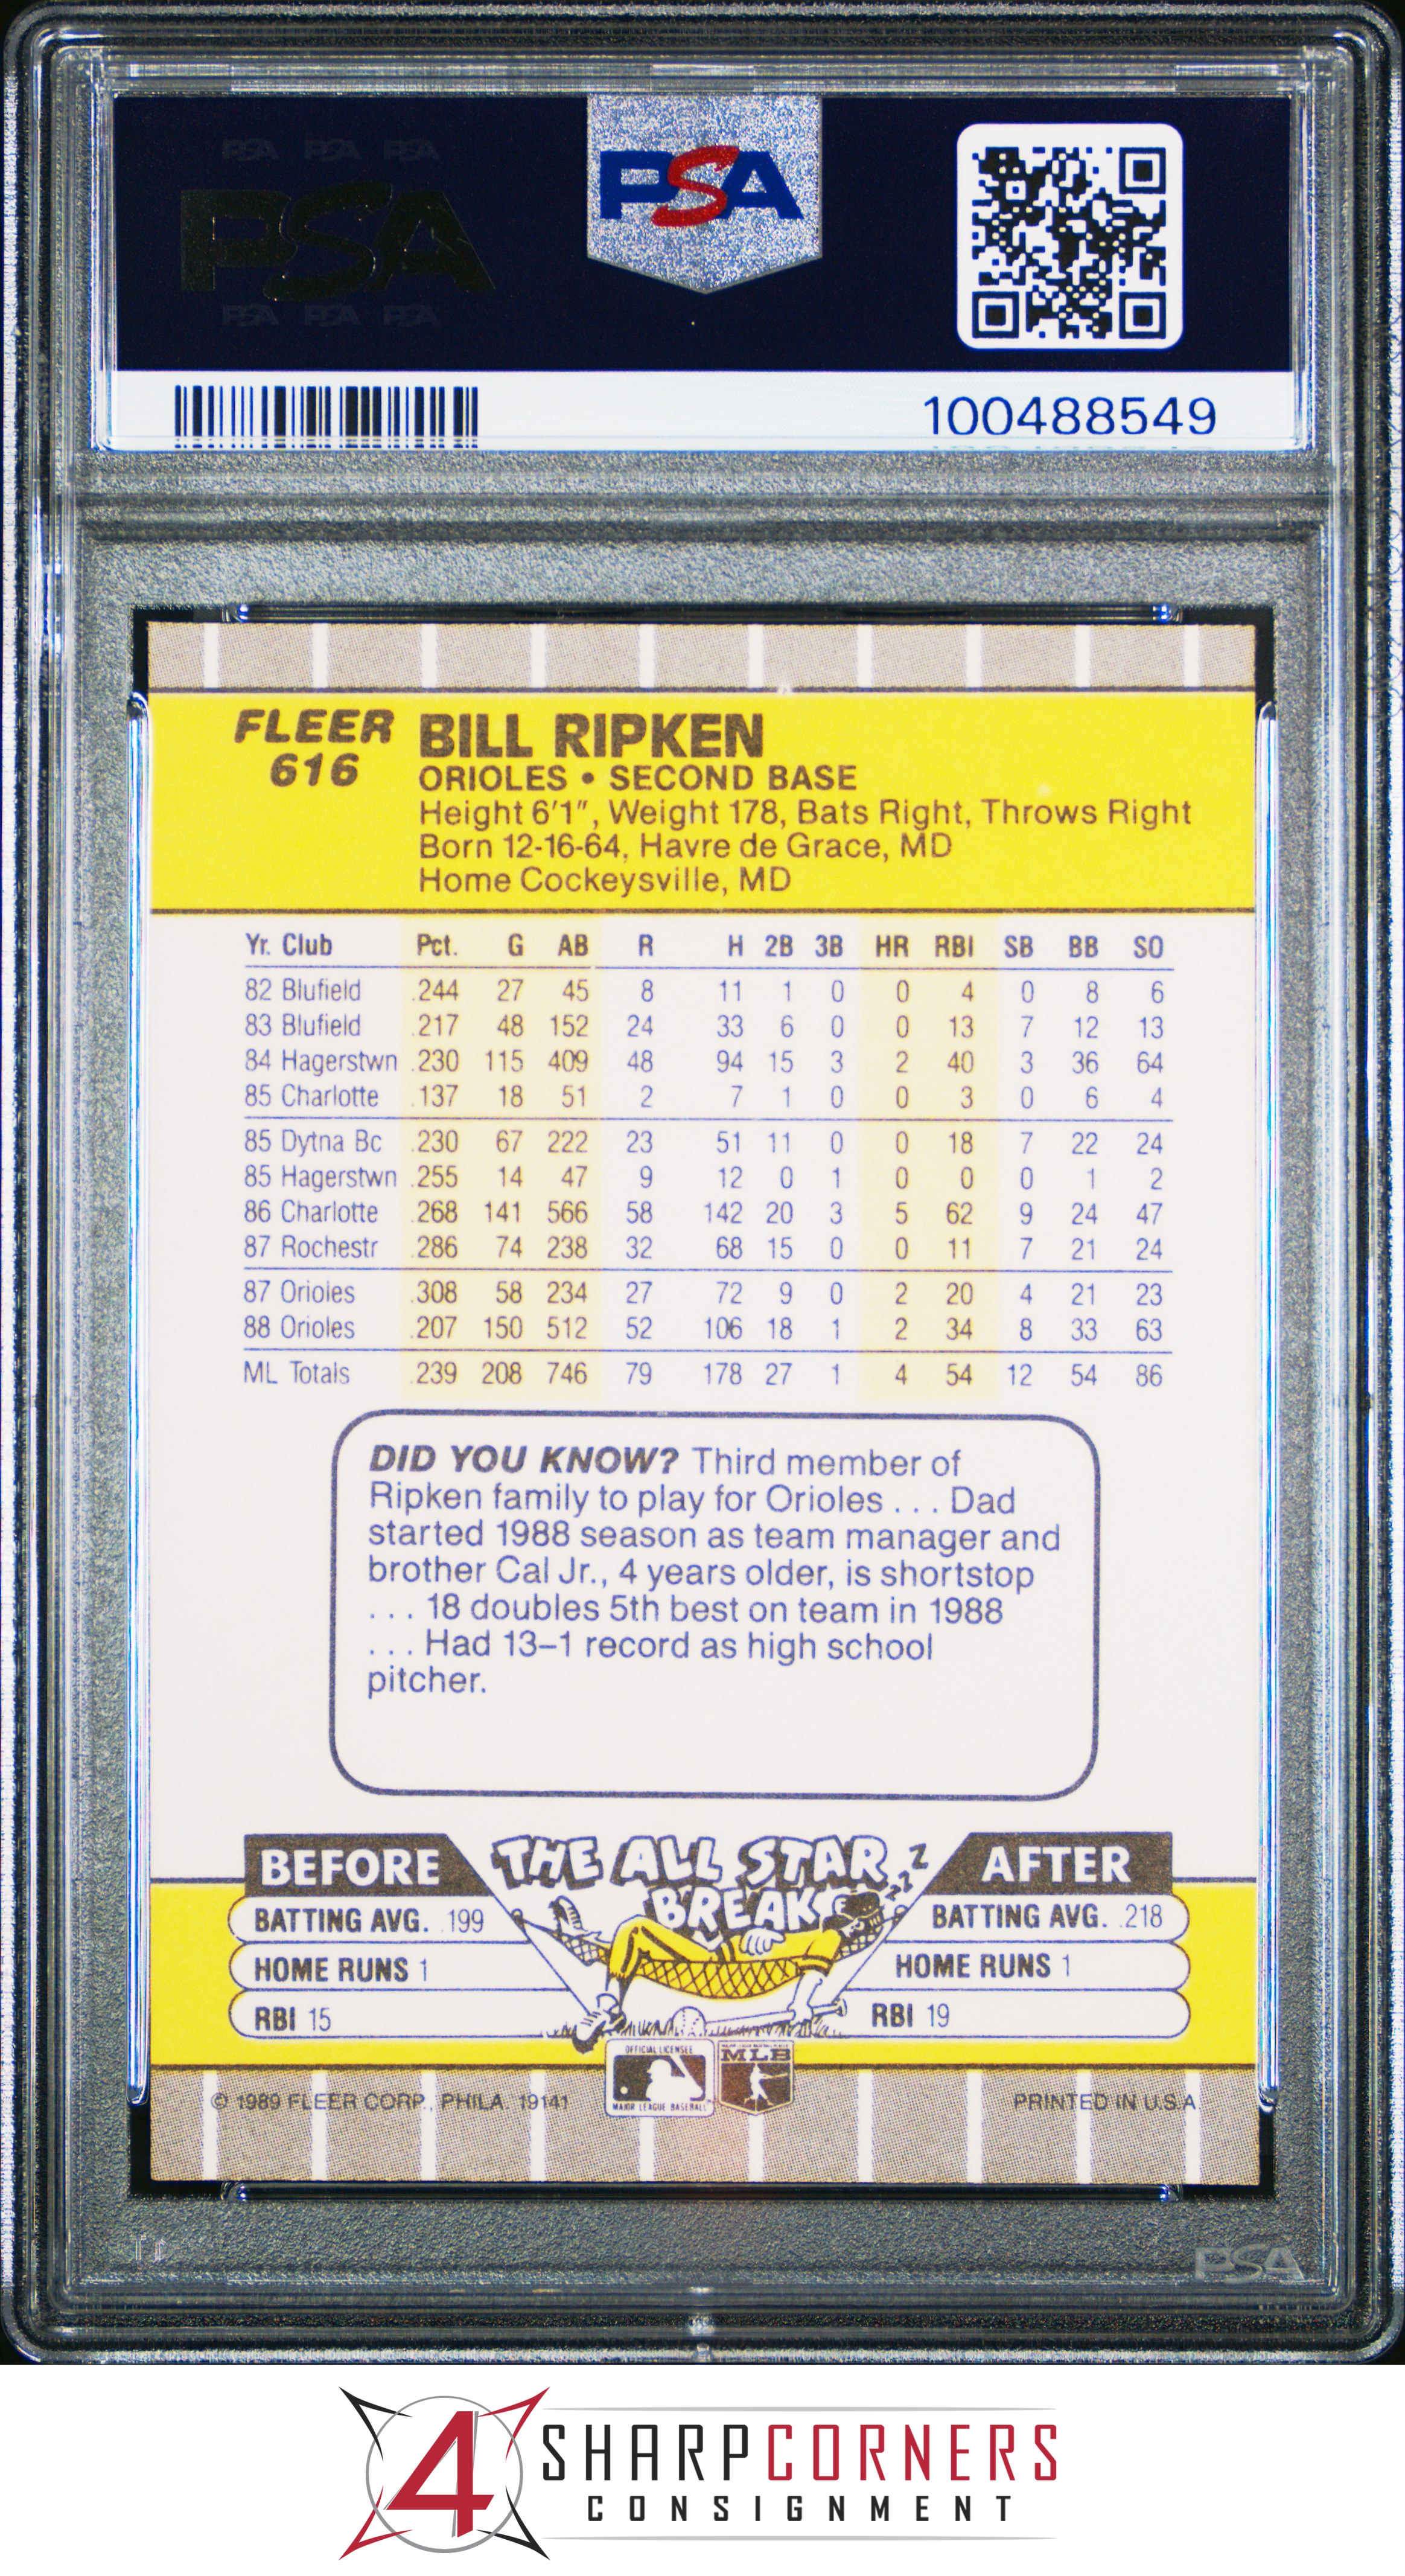 PSA PSA PSA
PSA
PSA PSA PSA
PSA
100488549
FLEER
616
BILL RIPKEN
ORIOLES • SECOND BASE
Height 6'1", Weight 178, Bats Right, Throws Right
Born 12-16-64, Havre de Grace, MD
Home Cockeysville, MD
Yr. Club Pct. G AB R H 2B 3B HR RBI SB BB SO
82 Blufield .244 27 45 8 11 1 0 0 4 0 8 6
83 Blufield .217 48 152 24 33 6 0 0 13 7 12 13
84 Hagerstwn .230 115 409 48 94 15 3 2 40 3 36 64
85 Charlotte .137 18 51 2 7 1 0 0 3 0 6 4
85 Dytna Bc .230 67 222 23 51 11 0 0 18 7 22 24
85 Hagerstwn .255 14 47 9 12 0 1 0 0 0 1 2
86 Charlotte .268 141 566 58 142 20 3 5 62 9 24 47
87 Rochestr .286 74 238 32 68 15 0 0 11 7 21 24
87 Orioles .308 58 234 27 72 9 0 2 20 4 21 23
88 Orioles .207 150 512 52 106 18 1 2 34 8 33 63
ML Totals .239 208 746 79 178 27 1 4 54 12 54 86
DID YOU KNOW? Third member of
Ripken family to play for Orioles . . . Dad
started 1988 season as team manager and
brother Cal Jr., 4 years older, is shortstop
. . . 18 doubles 5th best on team in 1988
. . . Had 13–1 record as high school
pitcher.
BEFORE
BATTING AVG. .199
HOME RUNS 1
RBI 15
THE ALL STAR
BREAK
Z Z Z
AFTER
BATTING AVG. .218
HOME RUNS 1
RBI 19
© 1989 FLEER CORP., PHILA. 19141
OFFICIAL LICENSEE
MAJOR LEAGUE BASEBALL
MLB
PRINTED IN U.S.A
PSA
4 SHARPCORNERS
CONSIGNMENT